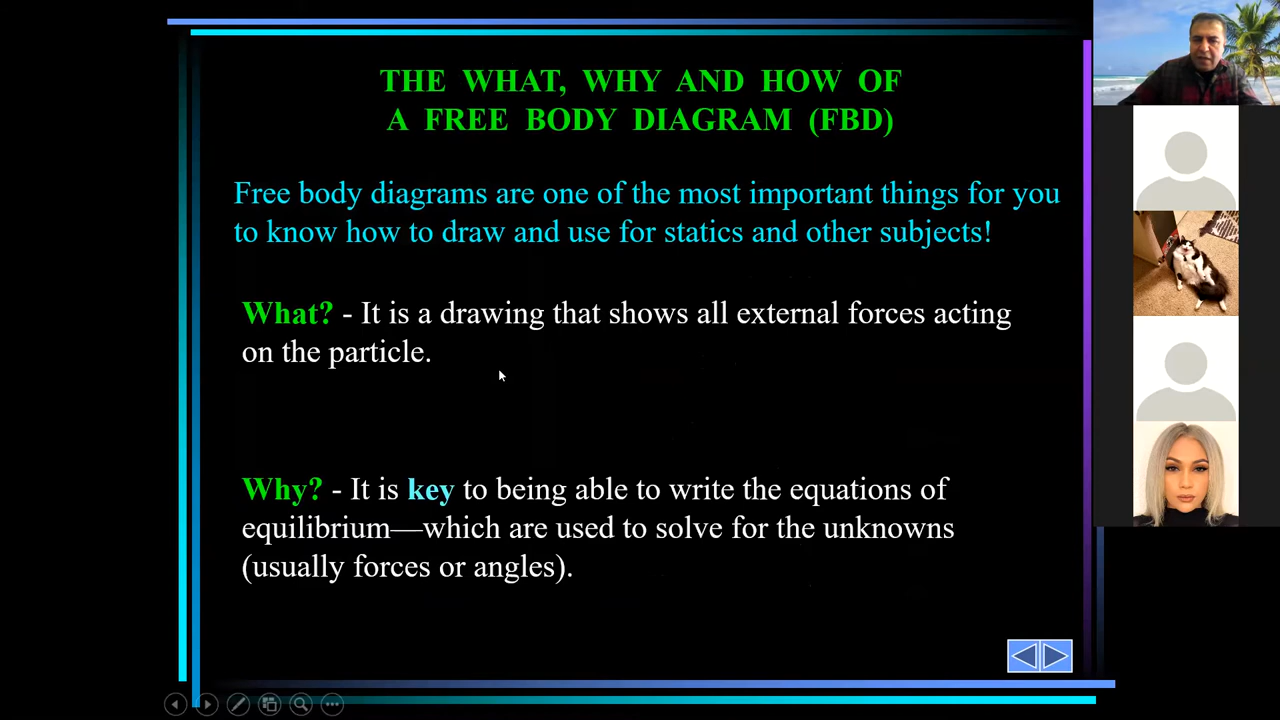 THE WHAT, WHY AND HOW OF
A FREE BODY DIAGRAM (FBD)
Free body diagrams are one of the most important things for you
to know how to draw and use for statics and other subjects!
What? - It is a drawing that shows all external forces acting
on the particle.
Why? - It is key to being able to write the equations of
equilibrium—which are used to solve for the unknowns
(usually forces or angles).